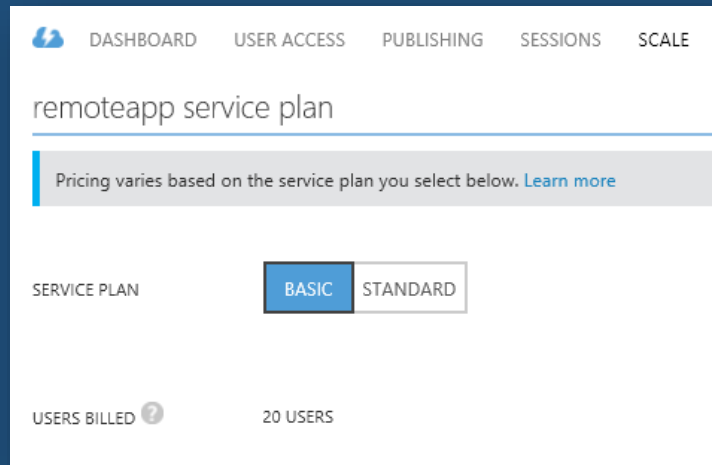 DASHBOARD USER ACCESS PUBLISHING SESSIONS SCALE
remoteapp service plan
Pricing varies based on the service plan you select below. Learn more
SERVICE PLAN BASIC STANDARD
USERS BILLED ? 20 USERS